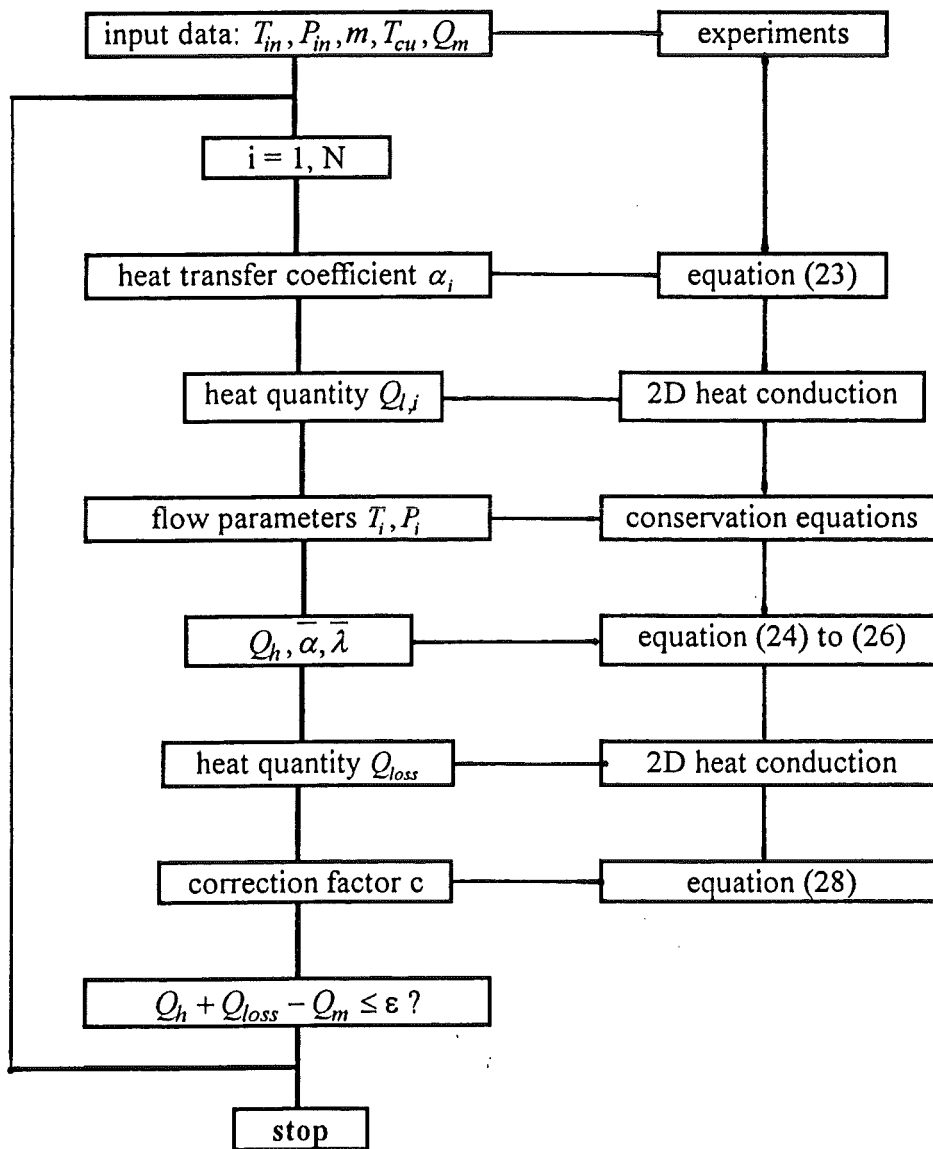 input data: T_in, P_in, m, T_cu, Q_m
experiments
i = 1, N
heat transfer coefficient α_i
equation (23)
heat quantity Q_l,i
2D heat conduction
flow parameters T_i, P_i
conservation equations
Q_h, α̅, λ̅
equation (24) to (26)
heat quantity Q_loss
2D heat conduction
correction factor c
equation (28)
Q_h + Q_loss − Q_m ≤ ε ?
stop